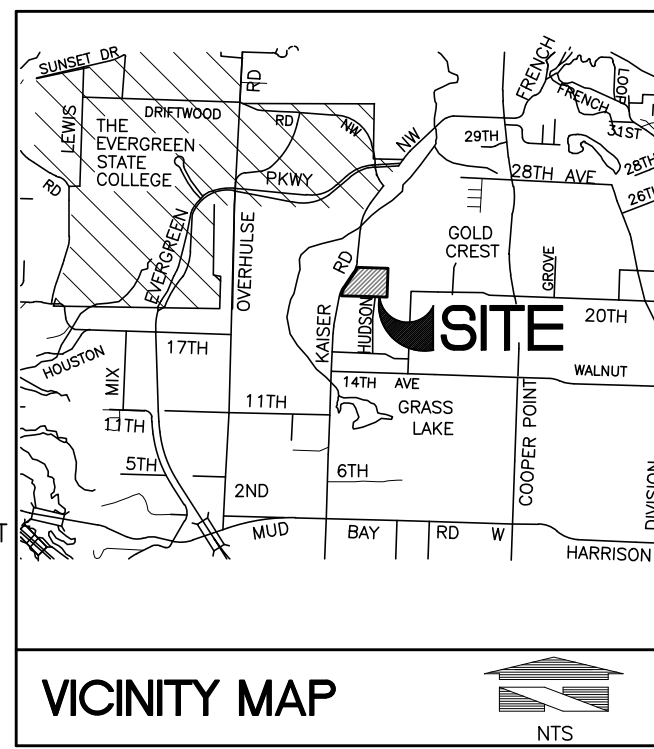 SUNSET DR
RD
FRENCH
LOOP
FRENCH
LEWIS
DRIFTWOOD
RD
NW
NW
31ST
THE
EVERGREEN
STATE
COLLEGE
29TH
28TH
RD
PKWY
28TH AVE
26TH
EVERGREEN
OVERHULSE
GOLD
CREST
GROVE
RD
KAISER
HUDSON
SITE
20TH
HOUSTON
17TH
MIX
14TH AVE
WALNUT
11TH
GRASS
LAKE
11TH
COOPER POINT
5TH
6TH
2ND
DIVISION
T
MUD BAY RD W
HARRISON
VICINITY MAP
NTS